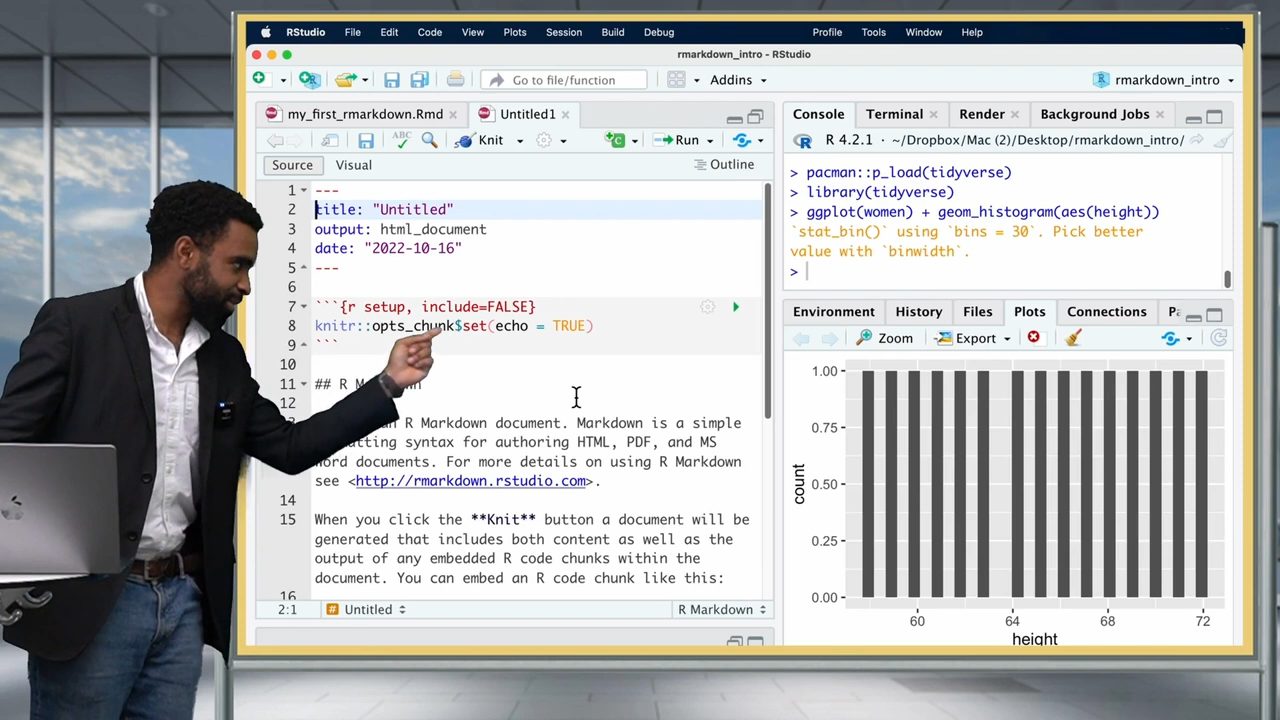 RStudio File Edit Code View Plots Session Build Debug Profile Tools Window Help
rmarkdown_intro - RStudio
Go to file/function Addins rmarkdown_intro
my_first_rmarkdown.Rmd Untitled1
ABC Knit Run
Source Visual Outline
1 ---
2 title: "Untitled"
3 output: html_document
4 date: "2022-10-16"
5 ---
6
7 ```{r setup, include=FALSE}
8 knitr::opts_chunk$set(echo = TRUE)
9 ```
10
11 ## R
12
R Markdown document. Markdown is a simple
syntax for authoring HTML, PDF, and MS
documents. For more details on using R Markdown
see <http://rmarkdown.rstudio.com>.
14
15 When you click the **Knit** button a document will be
generated that includes both content as well as the
output of any embedded R code chunks within the
document. You can embed an R code chunk like this:
16
2:1 Untitled R Markdown
Console Terminal Render Background Jobs
R 4.2.1 · ~/Dropbox/Mac (2)/Desktop/rmarkdown_intro/
> pacman::p_load(tidyverse)
> library(tidyverse)
> ggplot(women) + geom_histogram(aes(height))
`stat_bin()` using `bins = 30`. Pick better
value with `binwidth`.
>
Environment History Files Plots Connections
Zoom Export
1.00
0.75
0.50
0.25
0.00
count
60 64 68 72
height